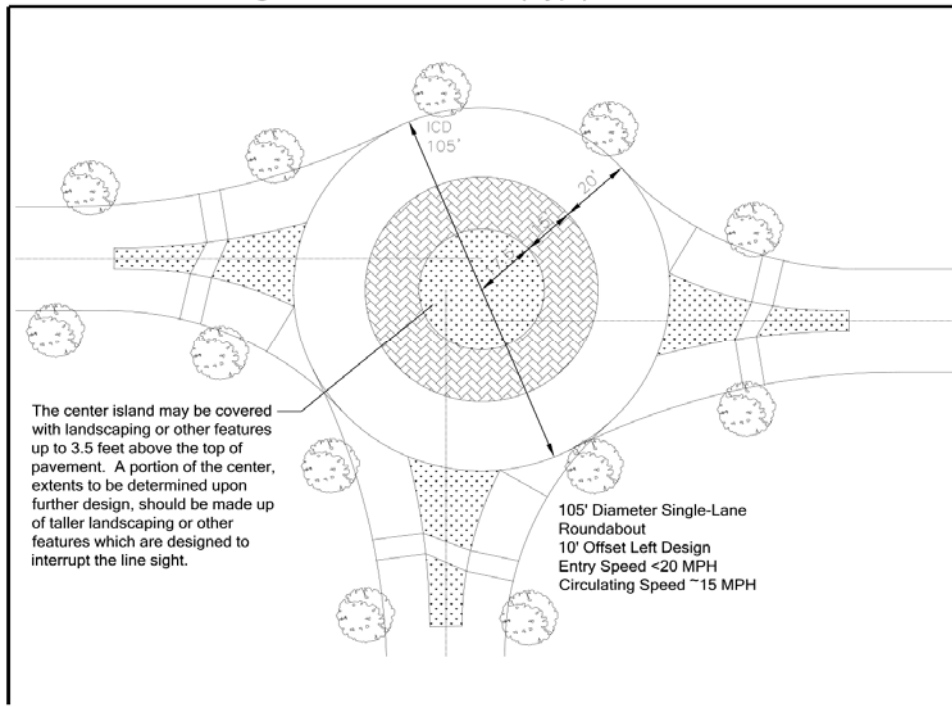 ICD
105'
20'
The center island may be covered
with landscaping or other features
up to 3.5 feet above the top of
pavement. A portion of the center,
extents to be determined upon
further design, should be made up
of taller landscaping or other
features which are designed to
interrupt the line sight.
105' Diameter Single-Lane
Roundabout
10' Offset Left Design
Entry Speed <20 MPH
Circulating Speed ~15 MPH